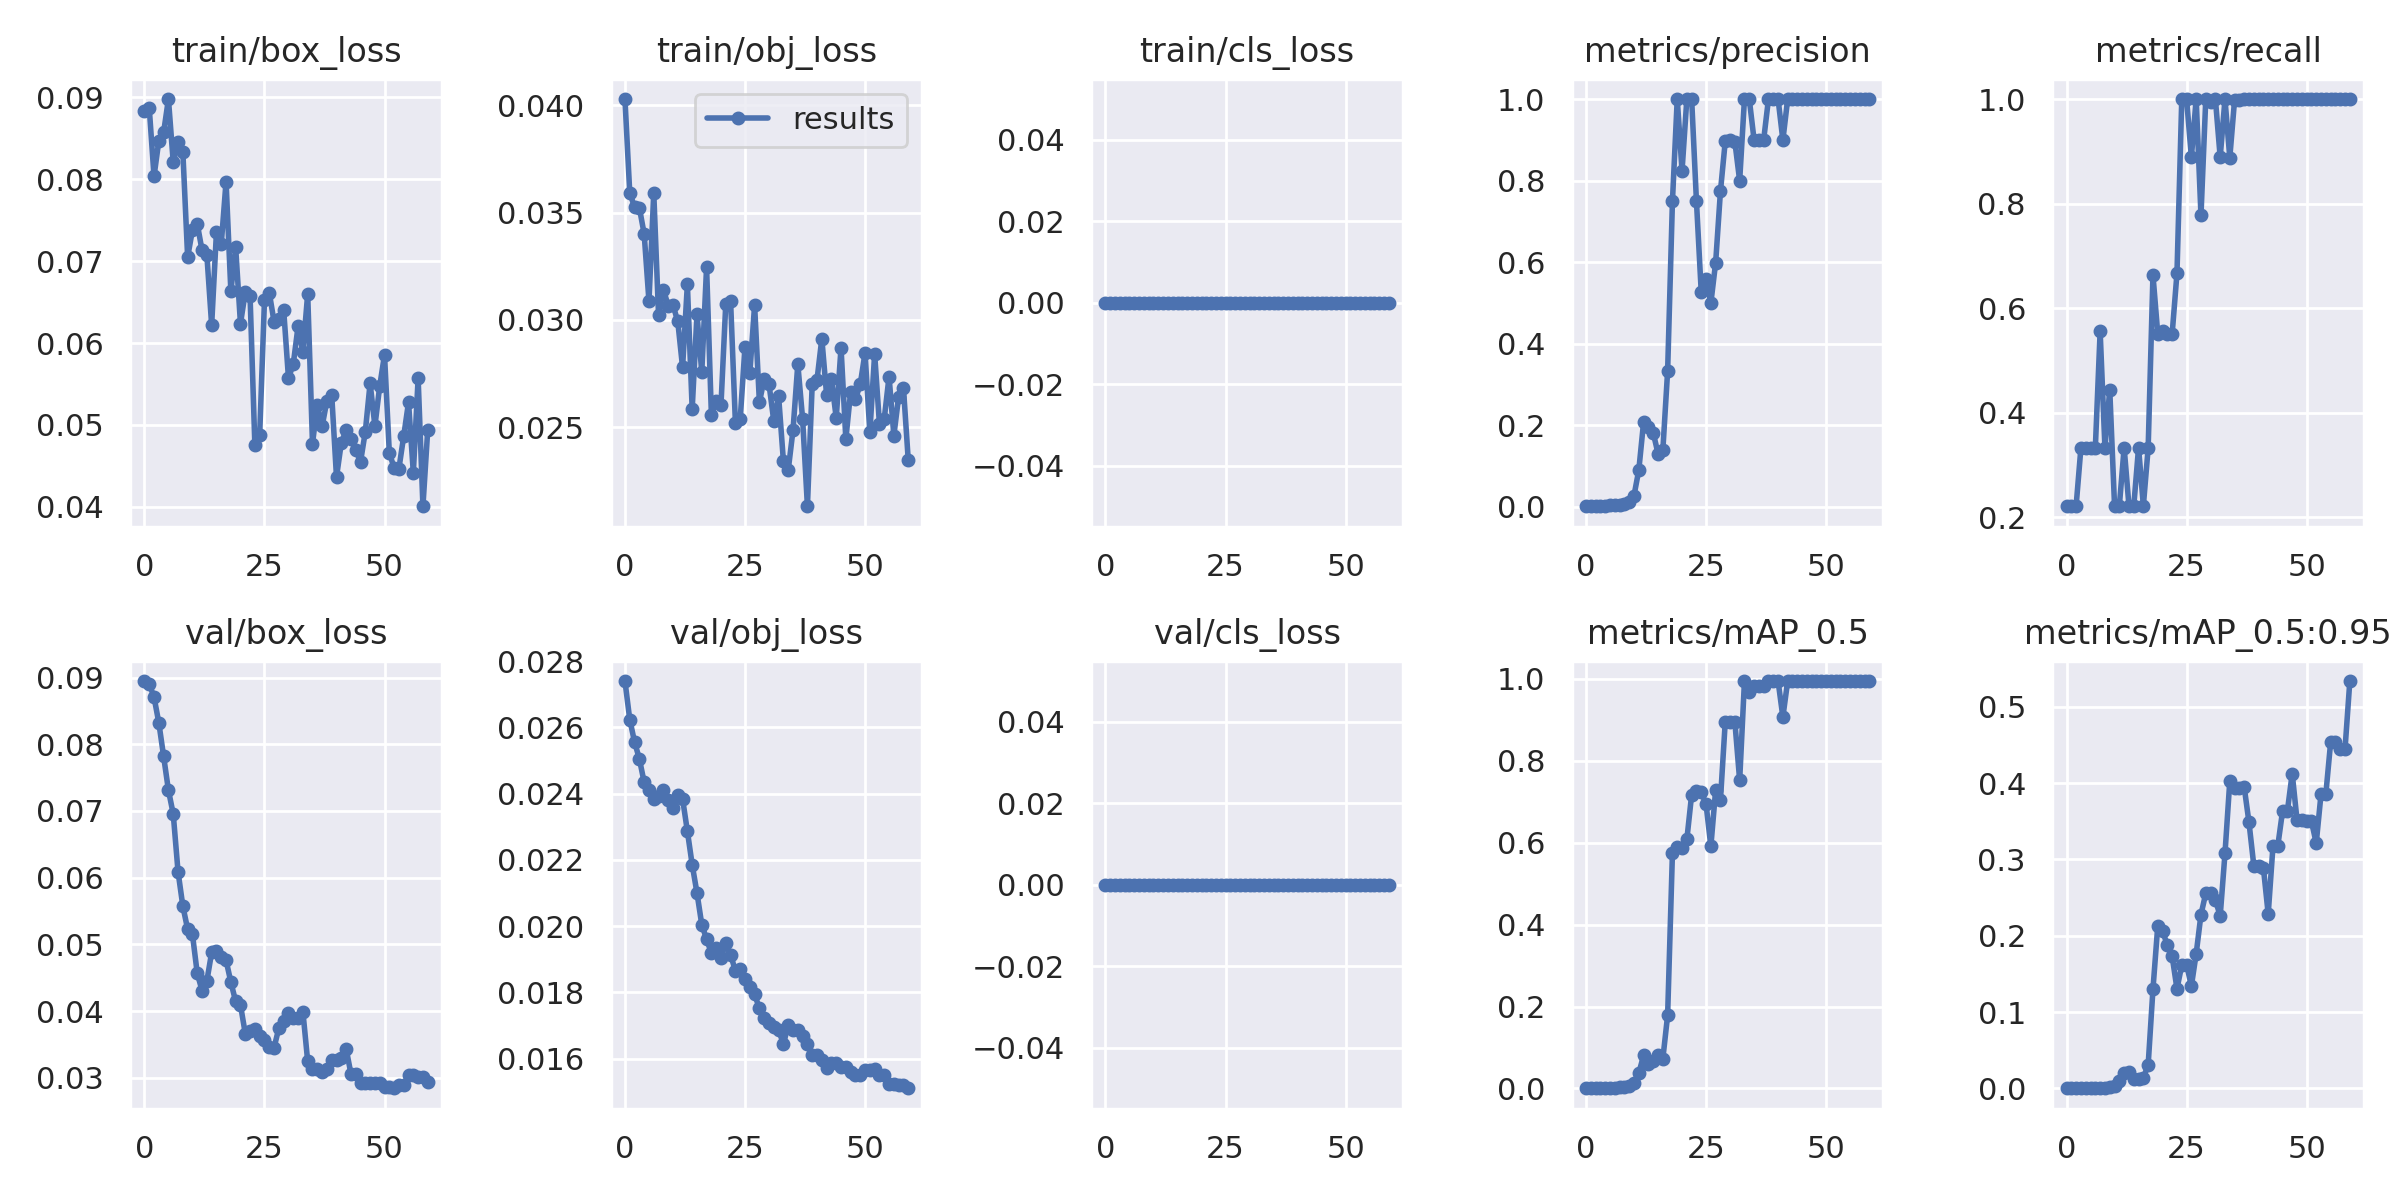 train/box_loss
0.09
0.08
0.07
0.06
0.05
0.04
0 25 50
train/obj_loss
results
0.040
0.035
0.030
0.025
0 25 50
train/cls_loss
0.04
0.02
0.00
−0.02
−0.04
0 25 50
metrics/precision
1.0
0.8
0.6
0.4
0.2
0.0
0 25 50
metrics/recall
1.0
0.8
0.6
0.4
0.2
0 25 50
val/box_loss
0.09
0.08
0.07
0.06
0.05
0.04
0.03
0 25 50
val/obj_loss
0.028
0.026
0.024
0.022
0.020
0.018
0.016
0 25 50
val/cls_loss
0.04
0.02
0.00
−0.02
−0.04
0 25 50
metrics/mAP_0.5
1.0
0.8
0.6
0.4
0.2
0.0
0 25 50
metrics/mAP_0.5:0.95
0.5
0.4
0.3
0.2
0.1
0.0
0 25 50